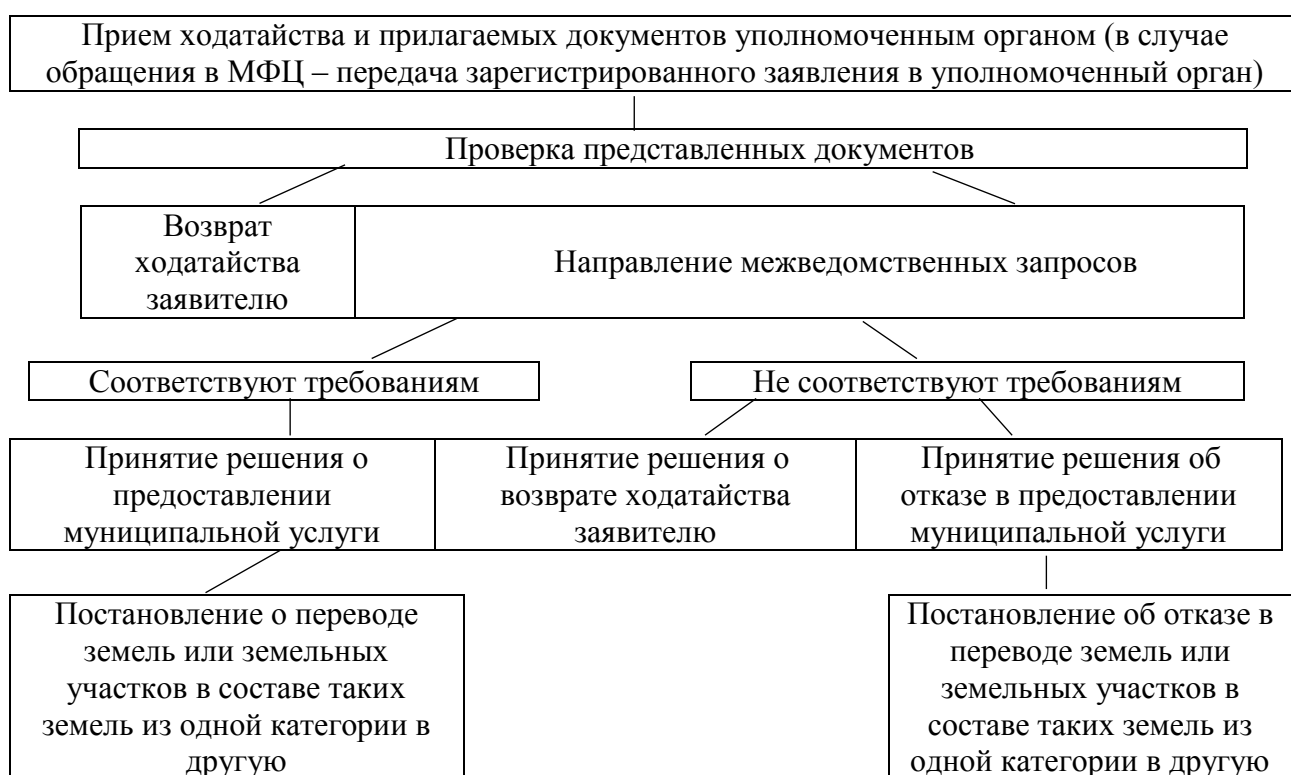 Прием ходатайства и прилагаемых документов уполномоченным органом (в случае
обращения в МФЦ – передача зарегистрированного заявления в уполномоченный орган)
Проверка представленных документов
Возврат
ходатайства
заявителю
Направление межведомственных запросов
Соответствуют требованиям
Не соответствуют требованиям
Принятие решения о
предоставлении
муниципальной услуги
Принятие решения о
возврате ходатайства
заявителю
Принятие решения об
отказе в предоставлении
муниципальной услуги
Постановление о переводе
земель или земельных
участков в составе таких
земель из одной категории в
другую
Постановление об отказе в
переводе земель или
земельных участков в
составе таких земель из
одной категории в другую